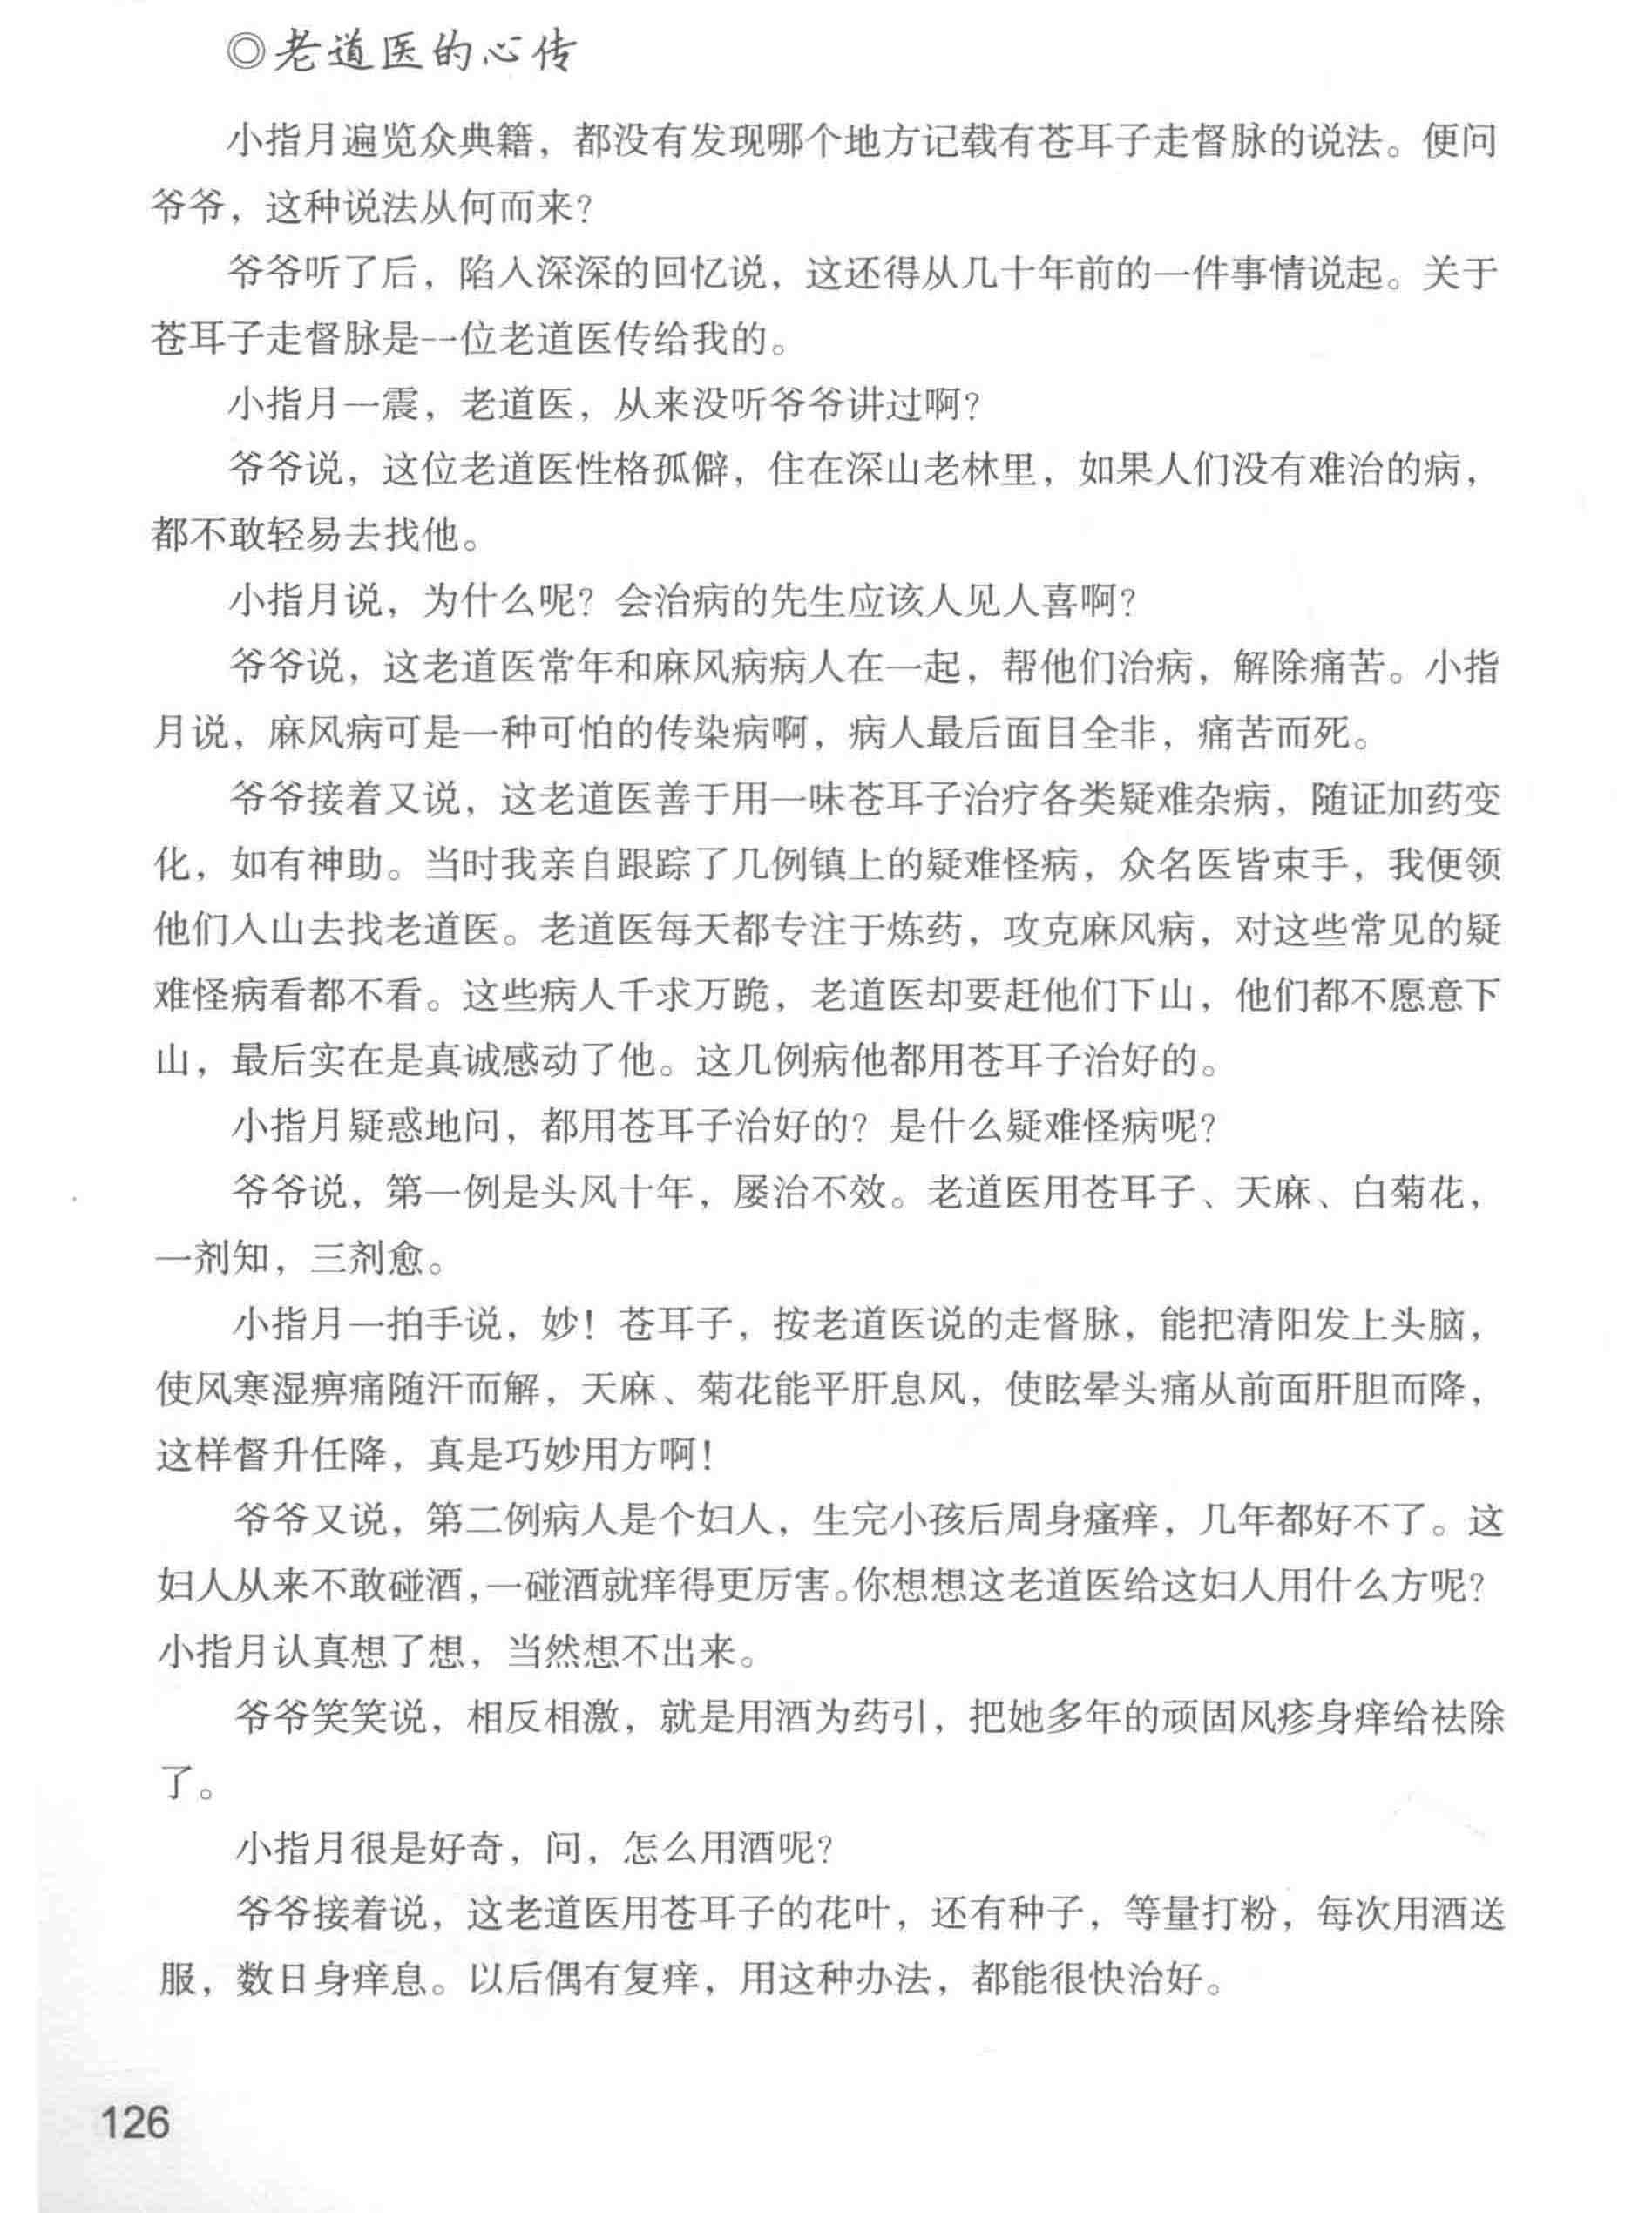 ◎老道医的心传
小指月遍览众典籍，都没有发现哪个地方记载有苍耳子走督脉的说法。便问
爷爷，这种说法从何而来？
爷爷听了后，陷入深深的回忆说，这还得从几十年前的一件事情说起。关于
苍耳子走督脉是一位老道医传给我的。
小指月一震，老道医，从来没听爷爷讲过啊？
爷爷说，这位老道医性格孤僻，住在深山老林里，如果人们没有难治的病，
都不敢轻易去找他。
小指月说，为什么呢？会治病的先生应该人见人喜啊？
爷爷说，这老道医常年和麻风病病人在一起，帮他们治病，解除痛苦。小指
月说，麻风病可是一种可怕的传染病啊，病人最后面目全非，痛苦而死。
爷爷接着又说，这老道医善于用一味苍耳子治疗各类疑难杂病，随证加药变
化，如有神助。当时我亲自跟踪了几例镇上的疑难怪病，众名医皆束手，我便领
他们入山去找老道医。老道医每天都专注于炼药，攻克麻风病，对这些常见的疑
难怪病看都不看。这些病人千求万跪，老道医却要赶他们下山，他们都不愿意下
山，最后实在是真诚感动了他。这几例病他都用苍耳子治好的。
小指月疑惑地问，都用苍耳子治好的？是什么疑难怪病呢？
爷爷说，第一例是头风十年，屡治不效。老道医用苍耳子、天麻、白菊花，
一剂知，三剂愈。
小指月一拍手说，妙！苍耳子，按老道医说的走督脉，能把清阳发上头脑，
使风寒湿痹痛随汗而解，天麻、菊花能平肝息风，使眩晕头痛从前面肝胆而降，
这样督升任降，真是巧妙用方啊！
爷爷又说，第二例病人是个妇人，生完小孩后周身瘙痒，几年都好不了。这
妇人从来不敢碰酒，一碰酒就痒得更厉害。你想想这老道医给这妇人用什么方呢？
小指月认真想了想，当然想不出来。
爷爷笑笑说，相反相激，就是用酒为药引，把她多年的顽固风疹身痒给祛除
了。
小指月很是好奇，问，怎么用酒呢？
爷爷接着说，这老道医用苍耳子的花叶，还有种子，等量打粉，每次用酒送
服，数日身痒息。以后偶有复痒，用这种办法，都能很快治好。
126